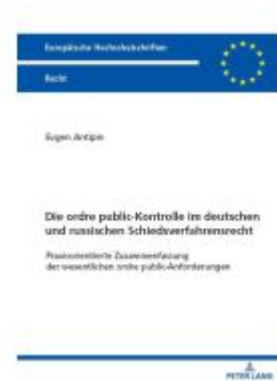 Europäische Hochschulschriften
Recht
Eugen Antipin
Die ordre public-Kontrolle im deutschen
und russischen Schiedsverfahrensrecht
Praxisorientierte Zusammenfassung
der wesentlichen ordre public-Anforderungen
PETER LANG